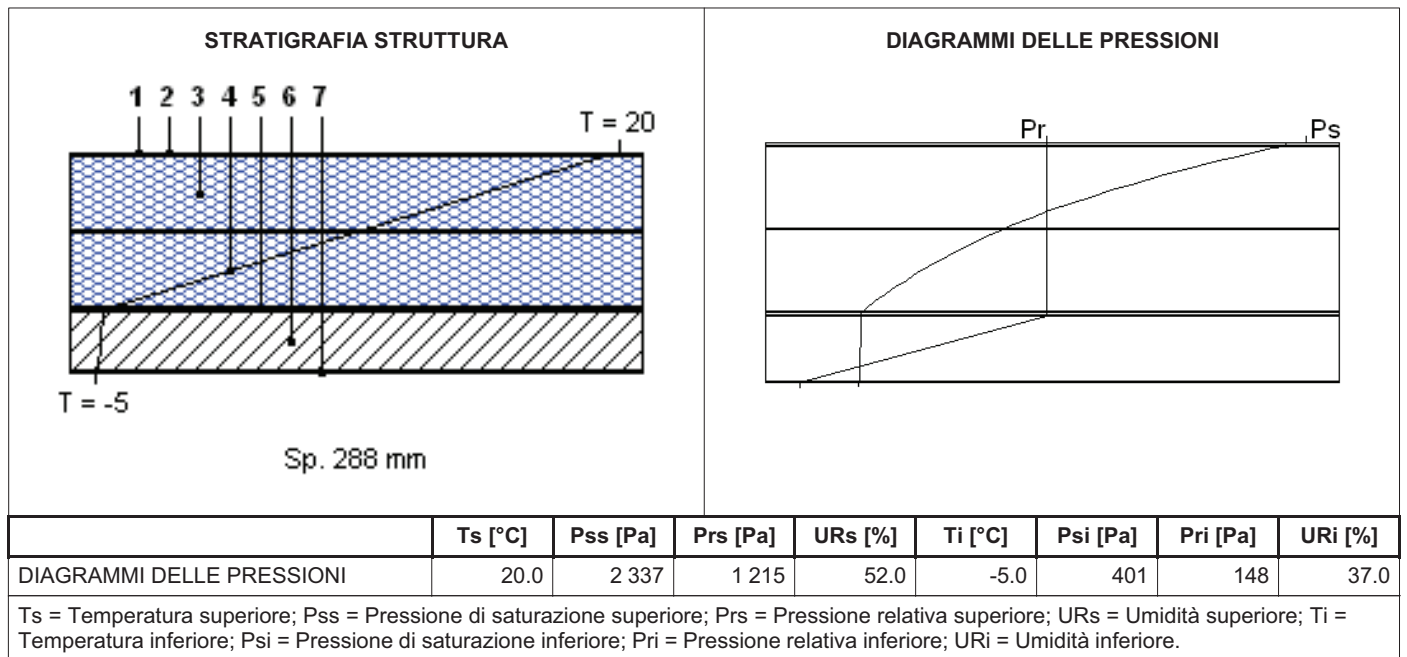 STRATIGRAFIA STRUTTURA
1 2 3 4 5 6 7
T = 20
T = -5
Sp. 288 mm
DIAGRAMMI DELLE PRESSIONI
Pr
Ps
Ts [°C] Pss [Pa] Prs [Pa] URs [%] Ti [°C] Psi [Pa] Pri [Pa] URi [%]
DIAGRAMMI DELLE PRESSIONI 20.0 2 337 1 215 52.0 -5.0 401 148 37.0
Ts = Temperatura superiore; Pss = Pressione di saturazione superiore; Prs = Pressione relativa superiore; URs = Umidità superiore; Ti =
Temperatura inferiore; Psi = Pressione di saturazione inferiore; Pri = Pressione relativa inferiore; URi = Umidità inferiore.